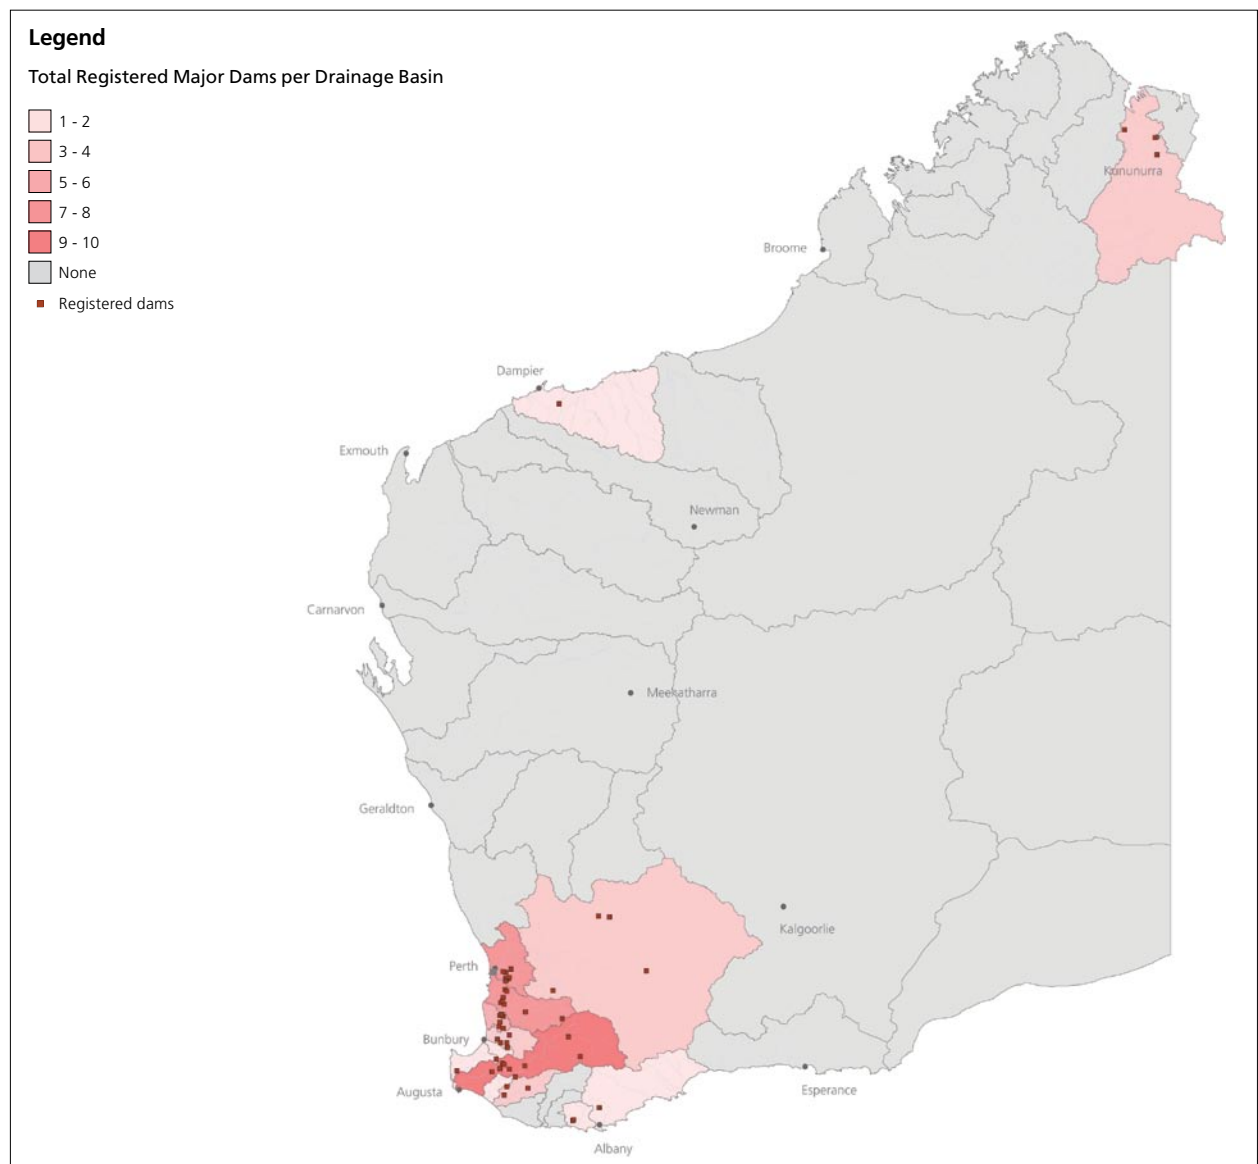 Legend
Total Registered Major Dams per Drainage Basin
1 - 2
3 - 4
5 - 6
7 - 8
9 - 10
None
Registered dams
Kununurra
Broome
Dampier
Exmouth
Newman
Carnarvon
Meekatharra
Geraldton
Kalgoorlie
Perth
Bunbury
Augusta
Esperance
Albany